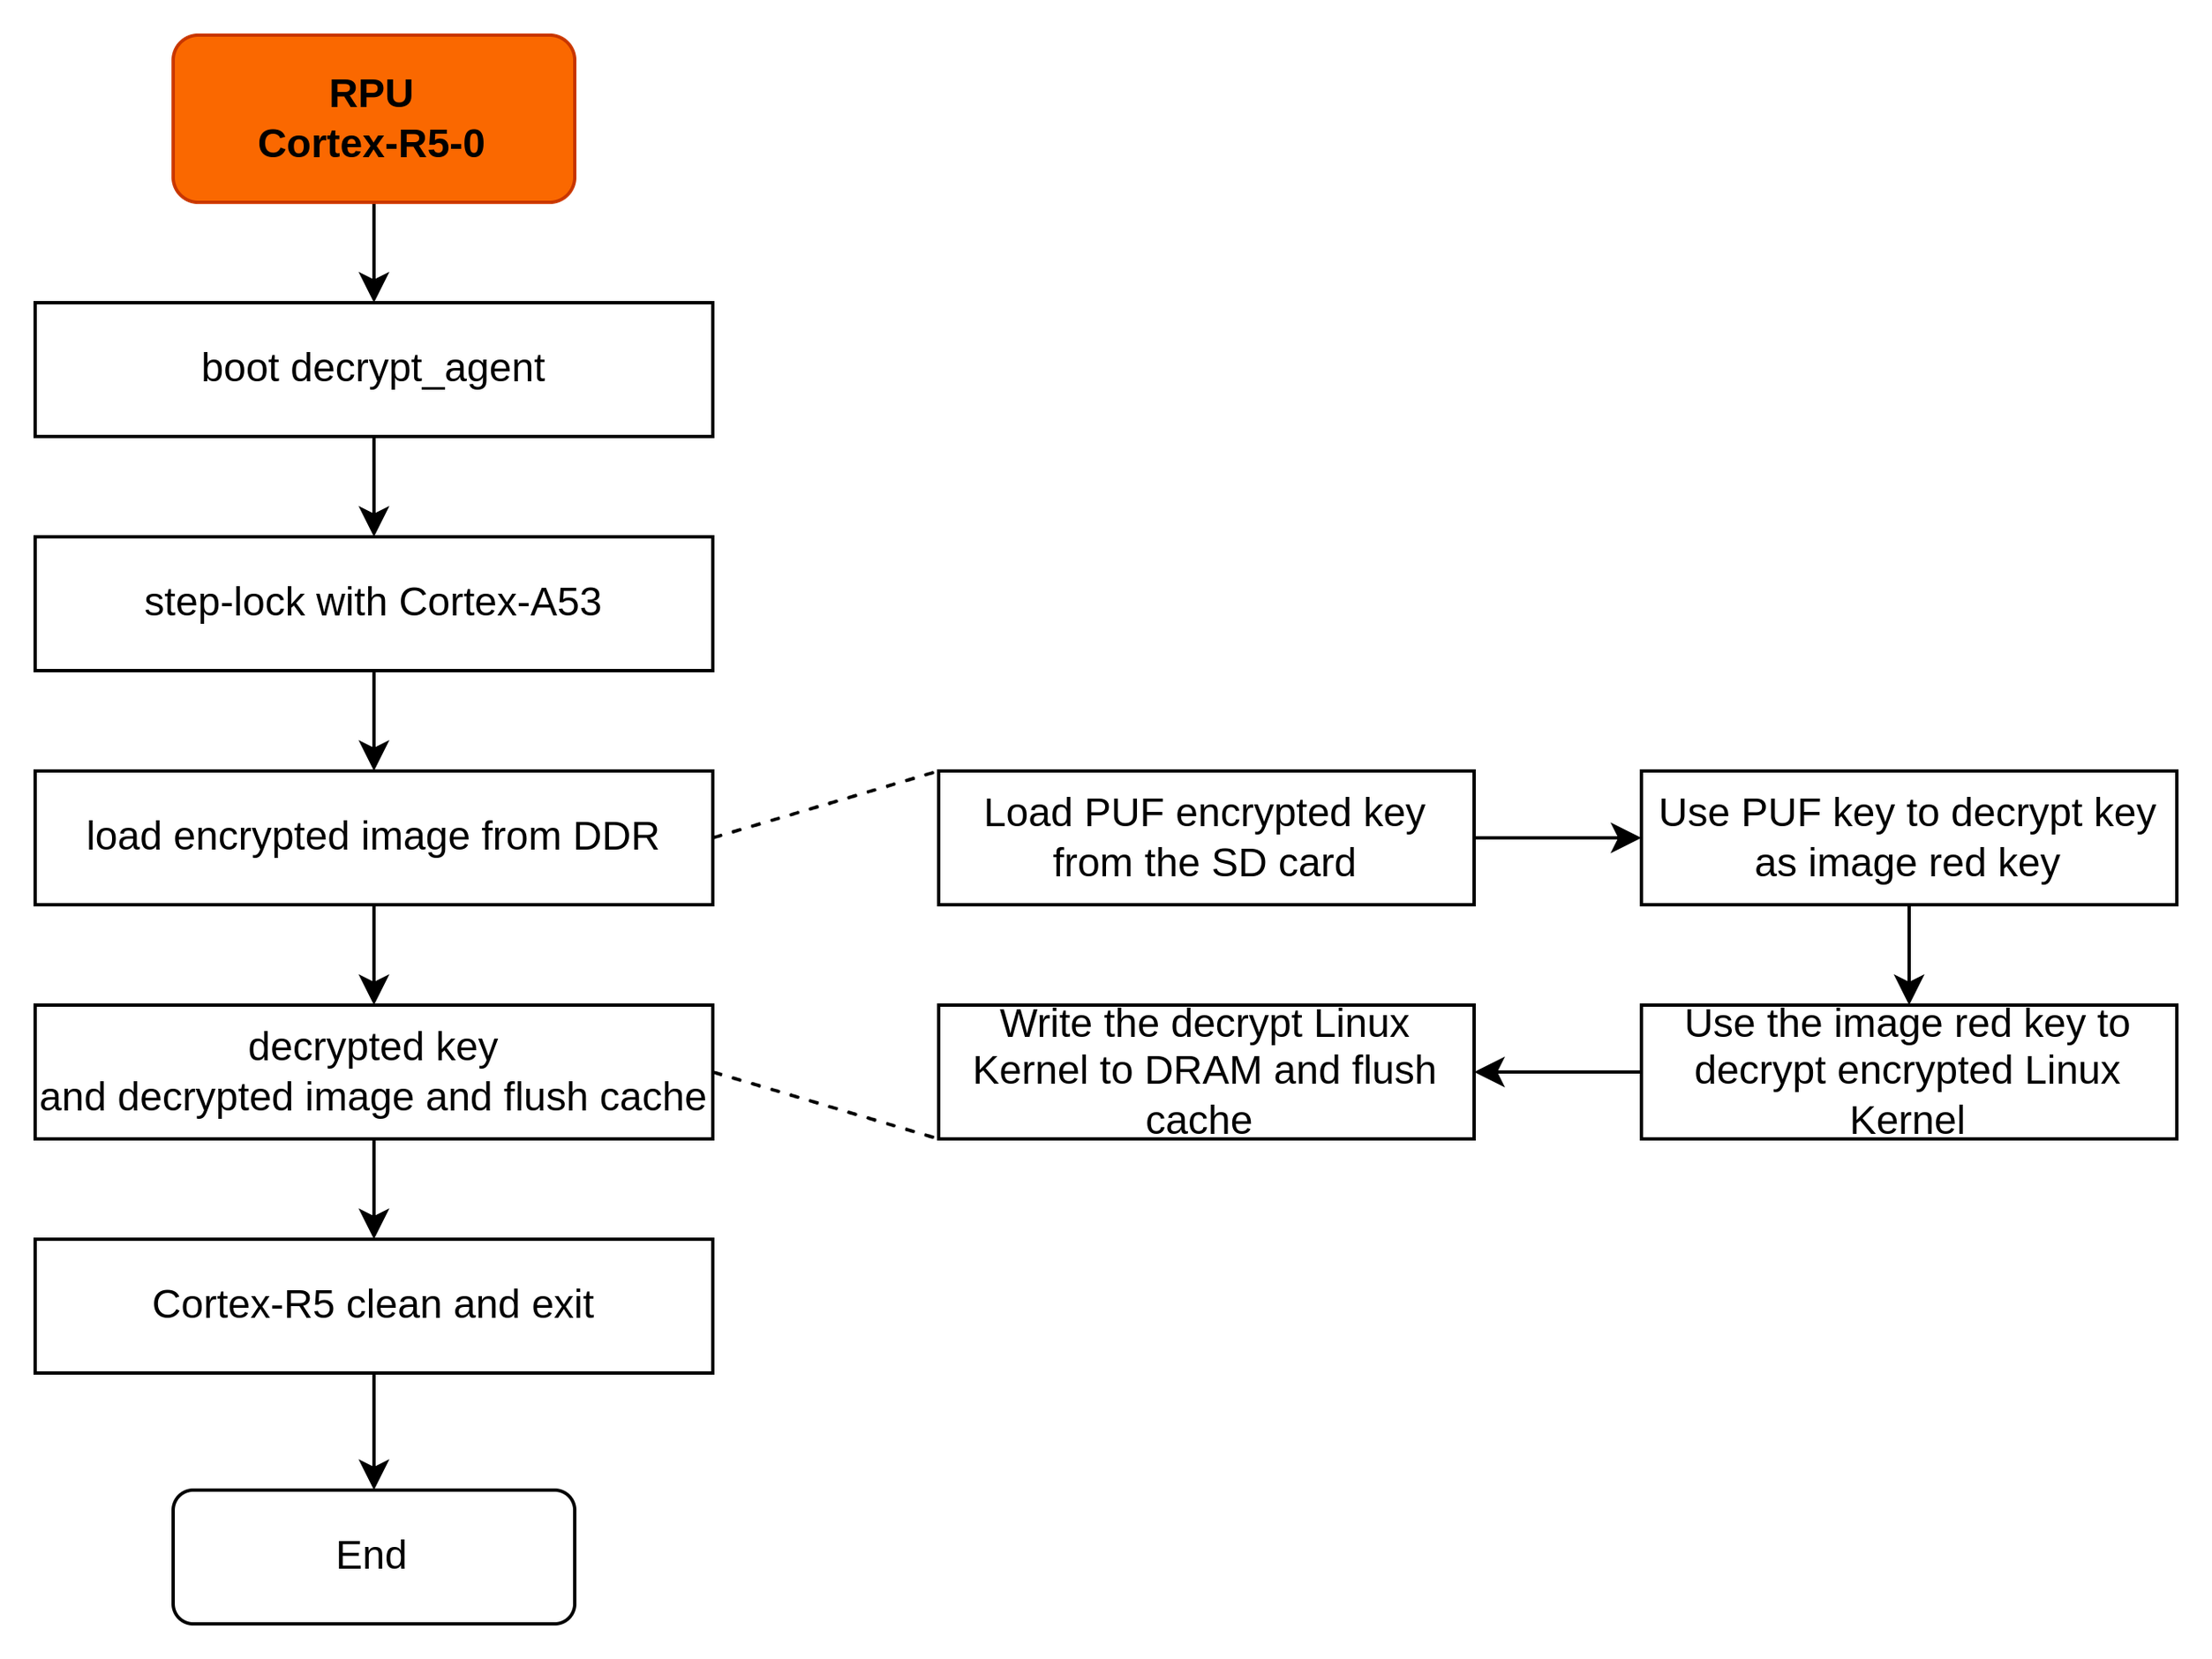 RPU
Cortex-R5-0
boot decrypt_agent
step-lock with Cortex-A53
load encrypted image from DDR
Load PUF encrypted key
from the SD card
Use PUF key to decrypt key
as image red key
decrypted key
and decrypted image and flush cache
Write the decrypt Linux
Kernel to DRAM and flush
cache
Use the image red key to
decrypt encrypted Linux
Kernel
Cortex-R5 clean and exit
End